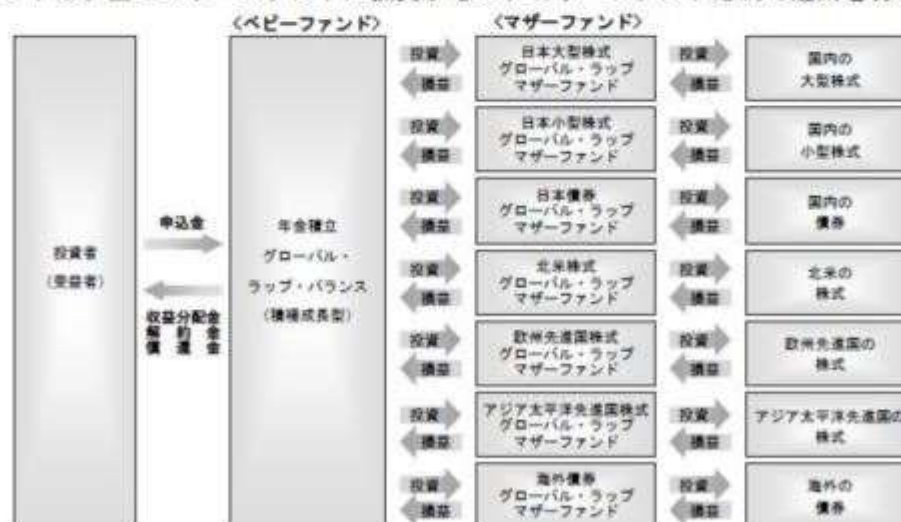 〈ベビーファンド〉
〈マザーファンド〉
投資者
(受益者)
申込金
収益分配金
解約金
償還金
年金積立
グローバル・
ラップ・バランス
(積極成長型)
投資
損益
日本大型株式
グローバル・ラップ
マザーファンド
投資
損益
国内の
大型株式
投資
損益
日本小型株式
グローバル・ラップ
マザーファンド
投資
損益
国内の
小型株式
投資
損益
日本債券
グローバル・ラップ
マザーファンド
投資
損益
国内の
債券
投資
損益
北米株式
グローバル・ラップ
マザーファンド
投資
損益
北米の
株式
投資
損益
欧州先進国株式
グローバル・ラップ
マザーファンド
投資
損益
欧州先進国の
株式
投資
損益
アジア太平洋先進国株式
グローバル・ラップ
マザーファンド
投資
損益
アジア太平洋先進国の
株式
投資
損益
海外債券
グローバル・ラップ
マザーファンド
投資
損益
海外の
債券